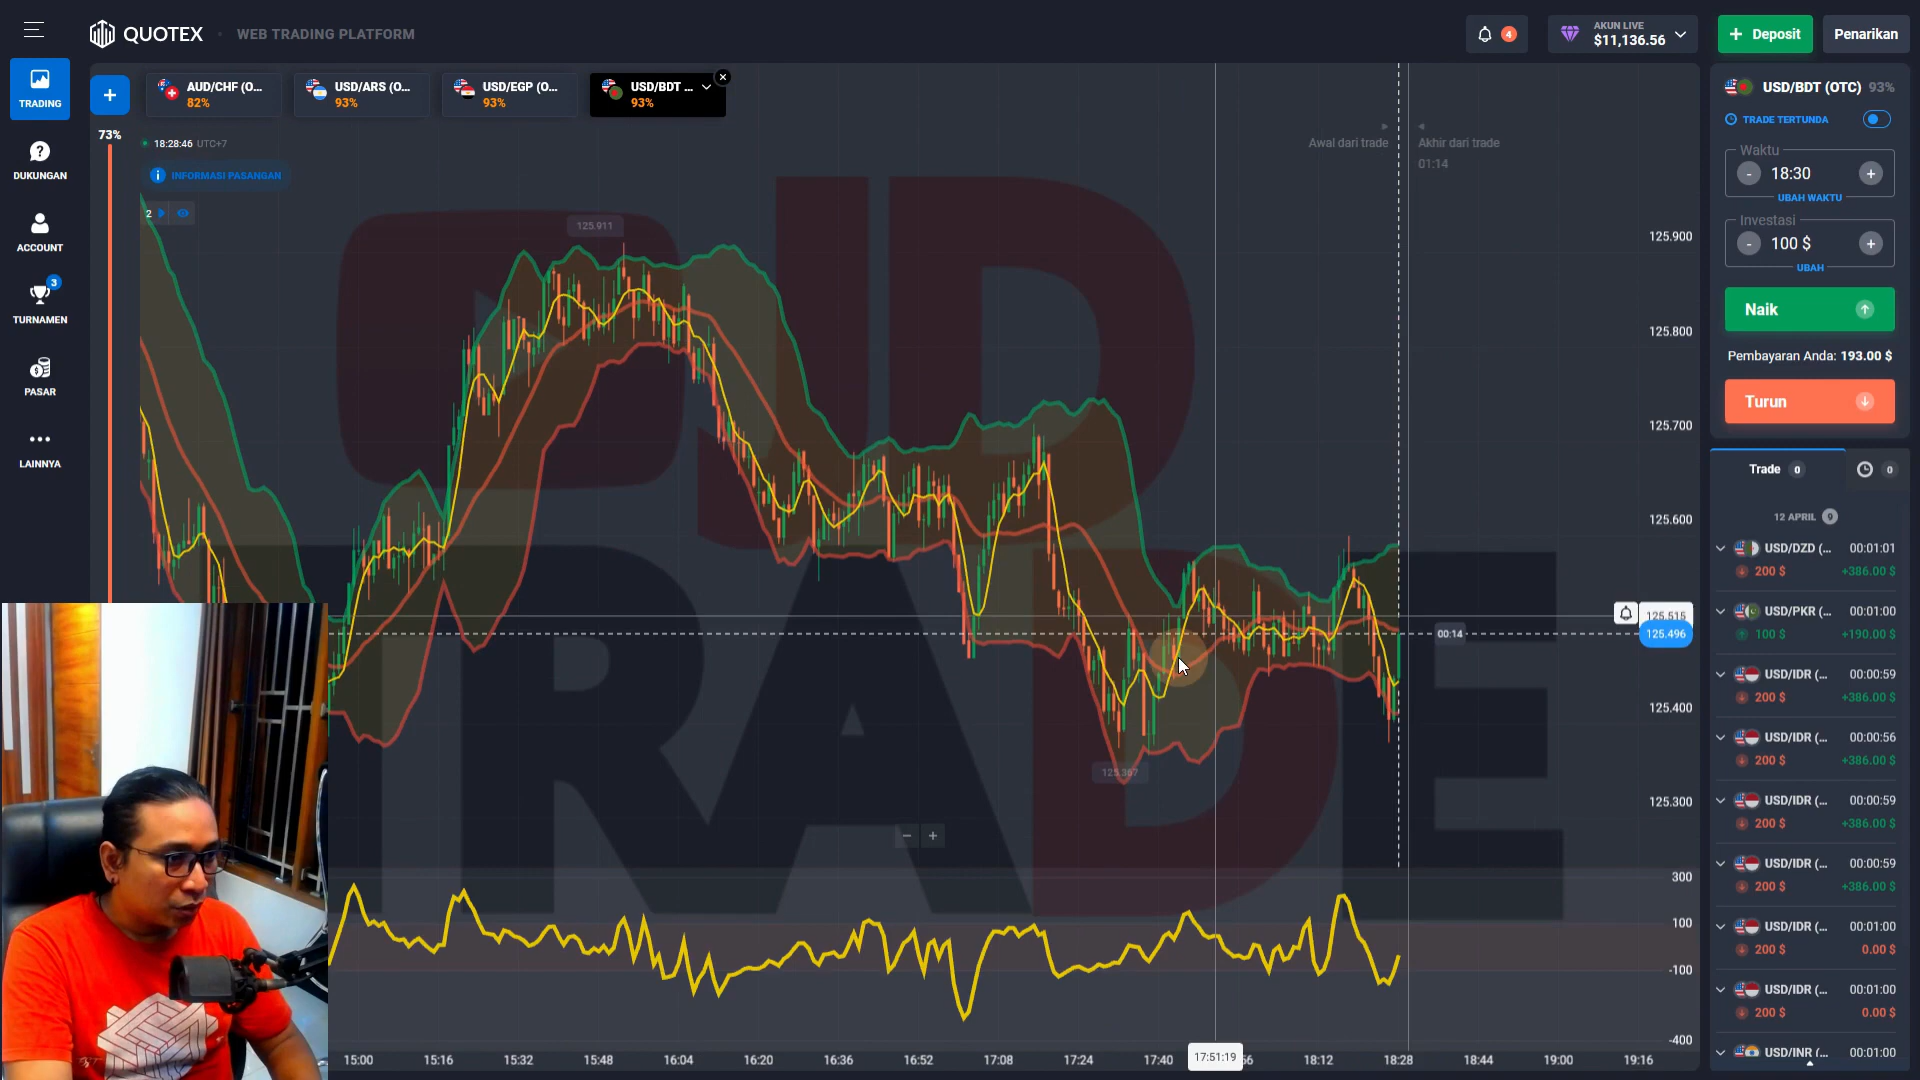 QUOTEX
WEB TRADING PLATFORM
4
AKUN LIVE
$11,136.56
+ Deposit
Penarikan
TRADING
DUKUNGAN
ACCOUNT
3
TURNAMEN
PASAR
LAINNYA
+
AUD/CHF (O...
82%
USD/ARS (O...
93%
USD/EGP (O...
93%
USD/BDT ...
93%
73%
18:28:46 UTC+7
INFORMASI PASANGAN
2
Awal dari trade
Akhir dari trade
01:14
125.911
125.367
00:14
125.900
125.800
125.700
125.600
125.515
125.496
125.400
125.300
300
100
-100
-400
JD
TRADE
15:00
15:16
15:32
15:48
16:04
16:20
16:36
16:52
17:08
17:24
17:40
17:51:19
56
18:12
18:28
18:44
19:00
19:16
USD/BDT (OTC) 93%
TRADE TERTUNDA
Waktu
- 18:30 +
UBAH WAKTU
Investasi
- 100 $ +
UBAH
Naik
Pembayaran Anda: 193.00 $
Turun
Trade 0
0
12 APRIL 9
USD/DZD (... 00:01:01
200 $ +386.00 $
USD/PKR (... 00:01:00
100 $ +190.00 $
USD/IDR (... 00:00:59
200 $ +386.00 $
USD/IDR (... 00:00:56
200 $ +386.00 $
USD/IDR (... 00:00:59
200 $ +386.00 $
USD/IDR (... 00:00:59
200 $ +386.00 $
USD/IDR (... 00:01:00
200 $ 0.00 $
USD/IDR (... 00:01:00
200 $ 0.00 $
USD/INR (... 00:01:00